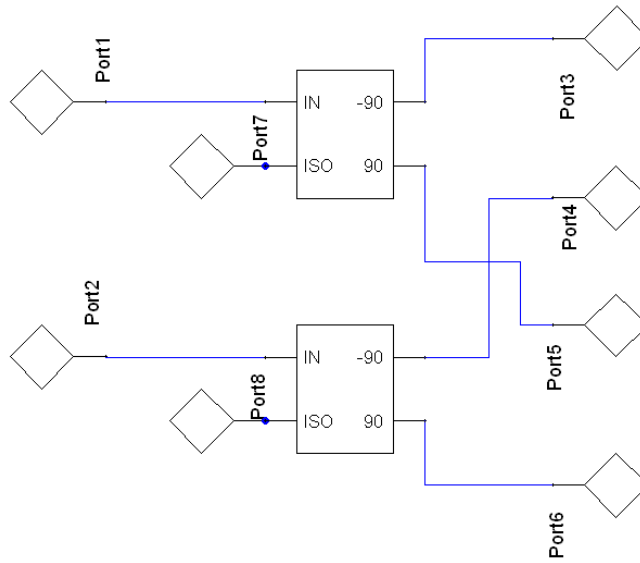 Port1
Port3
IN
-90
Port7
ISO
90
Port4
Port2
Port5
IN
-90
Port8
ISO
90
Port6